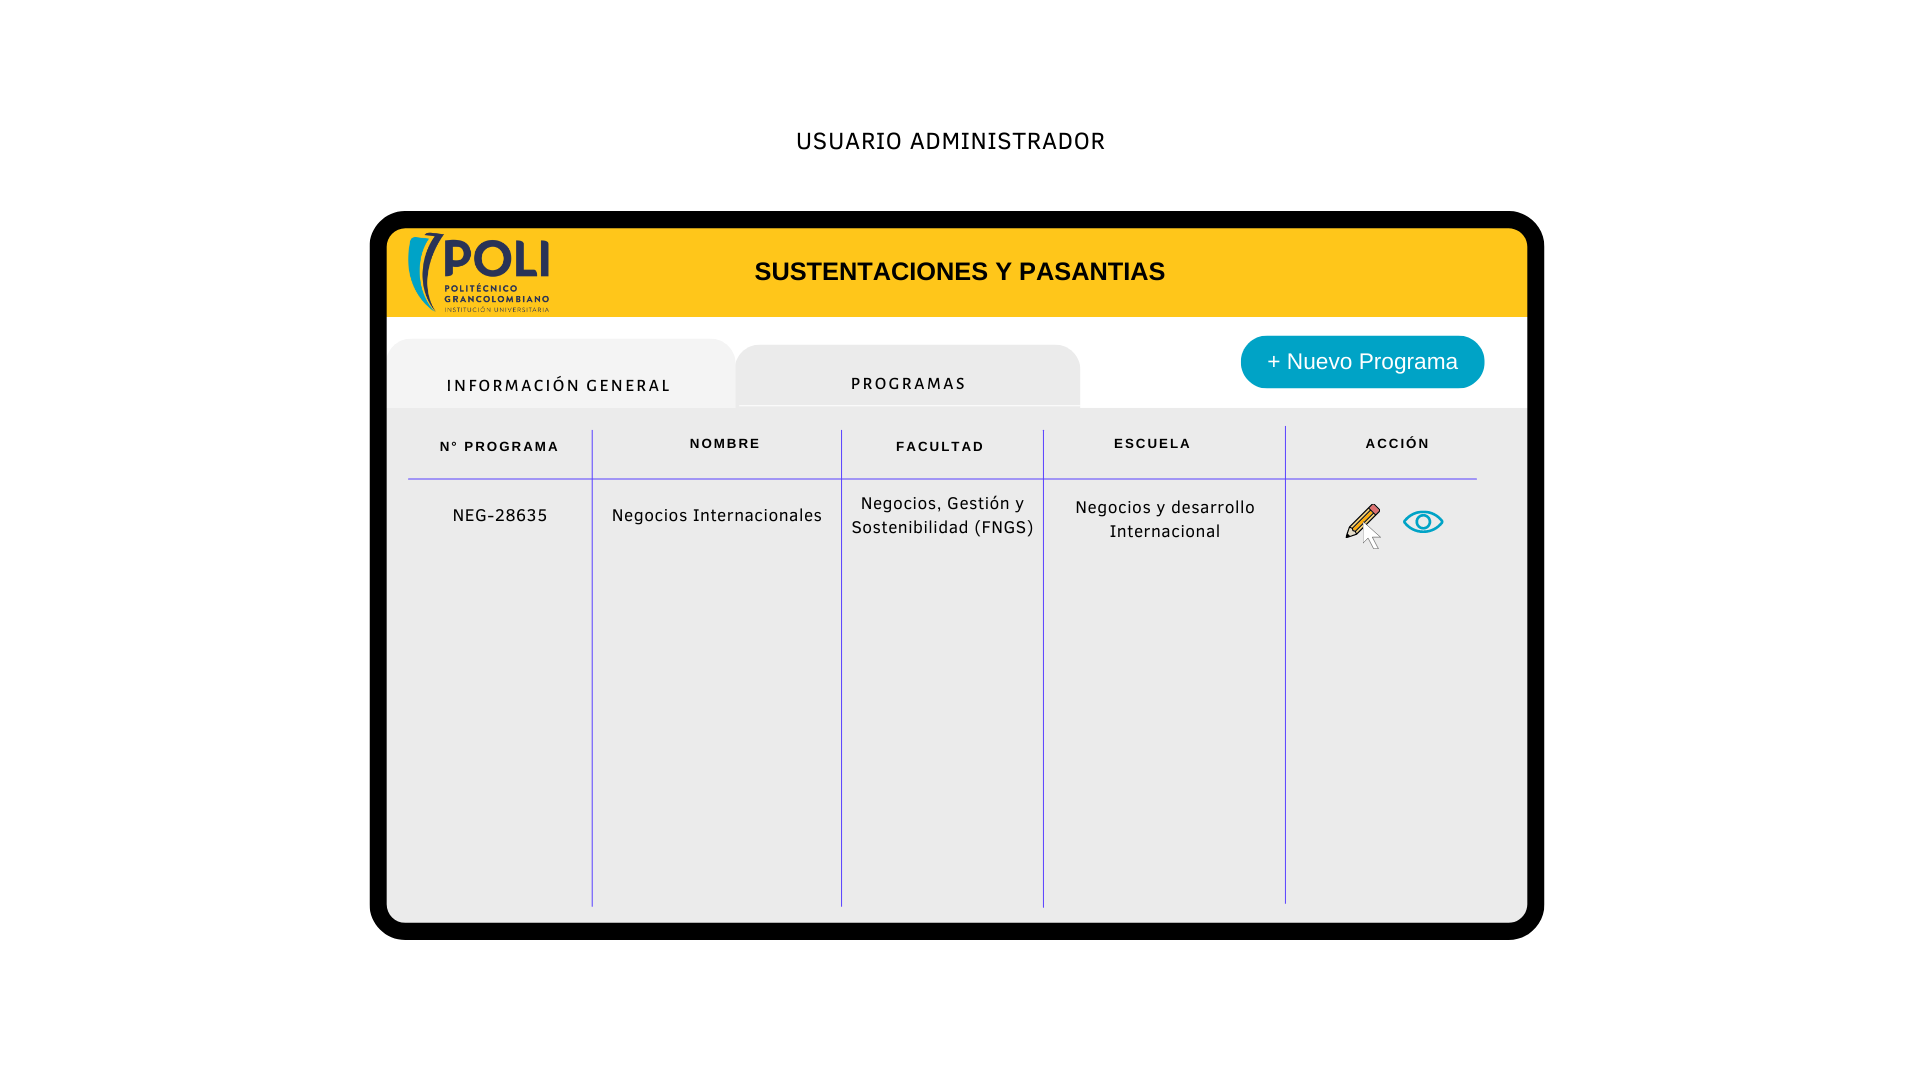 USUARIO ADMINISTRADOR
POLI
POLITÉCNICO
GRANCOLOMBIANO
INSTITUCIÓN UNIVERSITARIA
SUSTENTACIONES Y PASANTIAS
INFORMACIÓN GENERAL
PROGRAMAS
+ Nuevo Programa
N° PROGRAMA
NOMBRE
FACULTAD
ESCUELA
ACCIÓN
NEG-28635
Negocios Internacionales
Negocios, Gestión y
Sostenibilidad (FNGS)
Negocios y desarrollo
Internacional